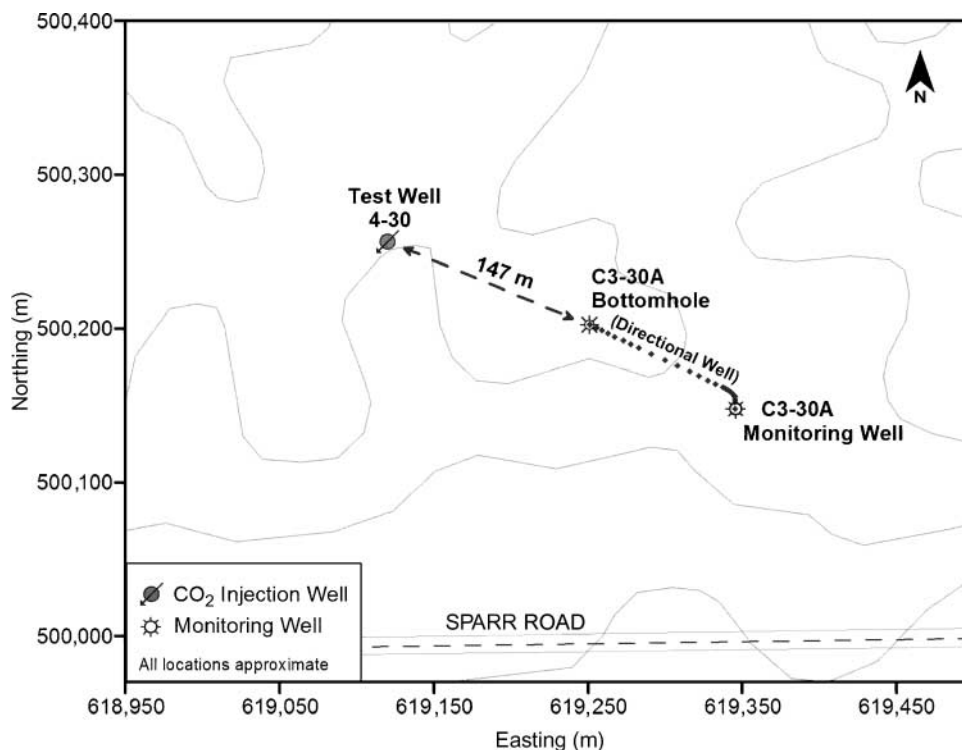 500,400
500,300
500,200
500,100
500,000
Northing (m)
N
Test Well
4-30
147 m
C3-30A
Bottomhole
(Directional Well)
C3-30A
Monitoring Well
CO2 Injection Well
Monitoring Well
All locations approximate
SPARR ROAD
618,950
619,050
619,150
619,250
619,350
619,450
Easting (m)